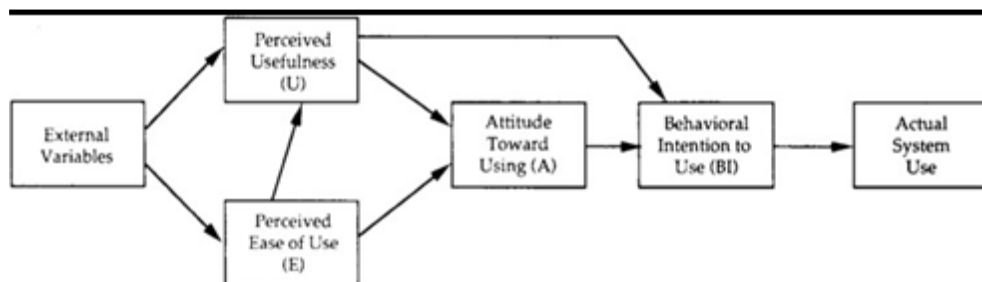 External
Variables
Perceived
Usefulness
(U)
Perceived
Ease of Use
(E)
Attitude
Toward
Using (A)
Behavioral
Intention to
Use (BI)
Actual
System
Use